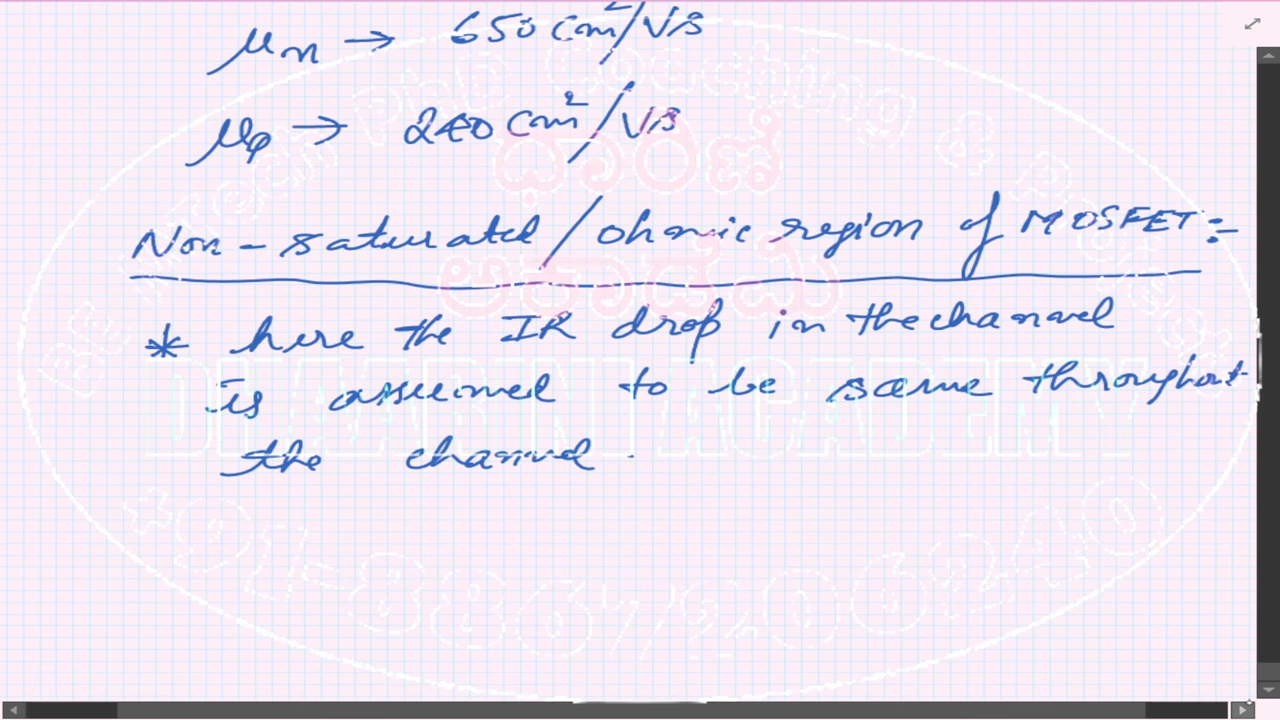 μn → 650 cm²/Vs
μp → 240 cm²/Vs
Non-saturated/ohmic region of MOSFET:-
* here the IR drop in the channel
is assumed to be same throughout
the channel.